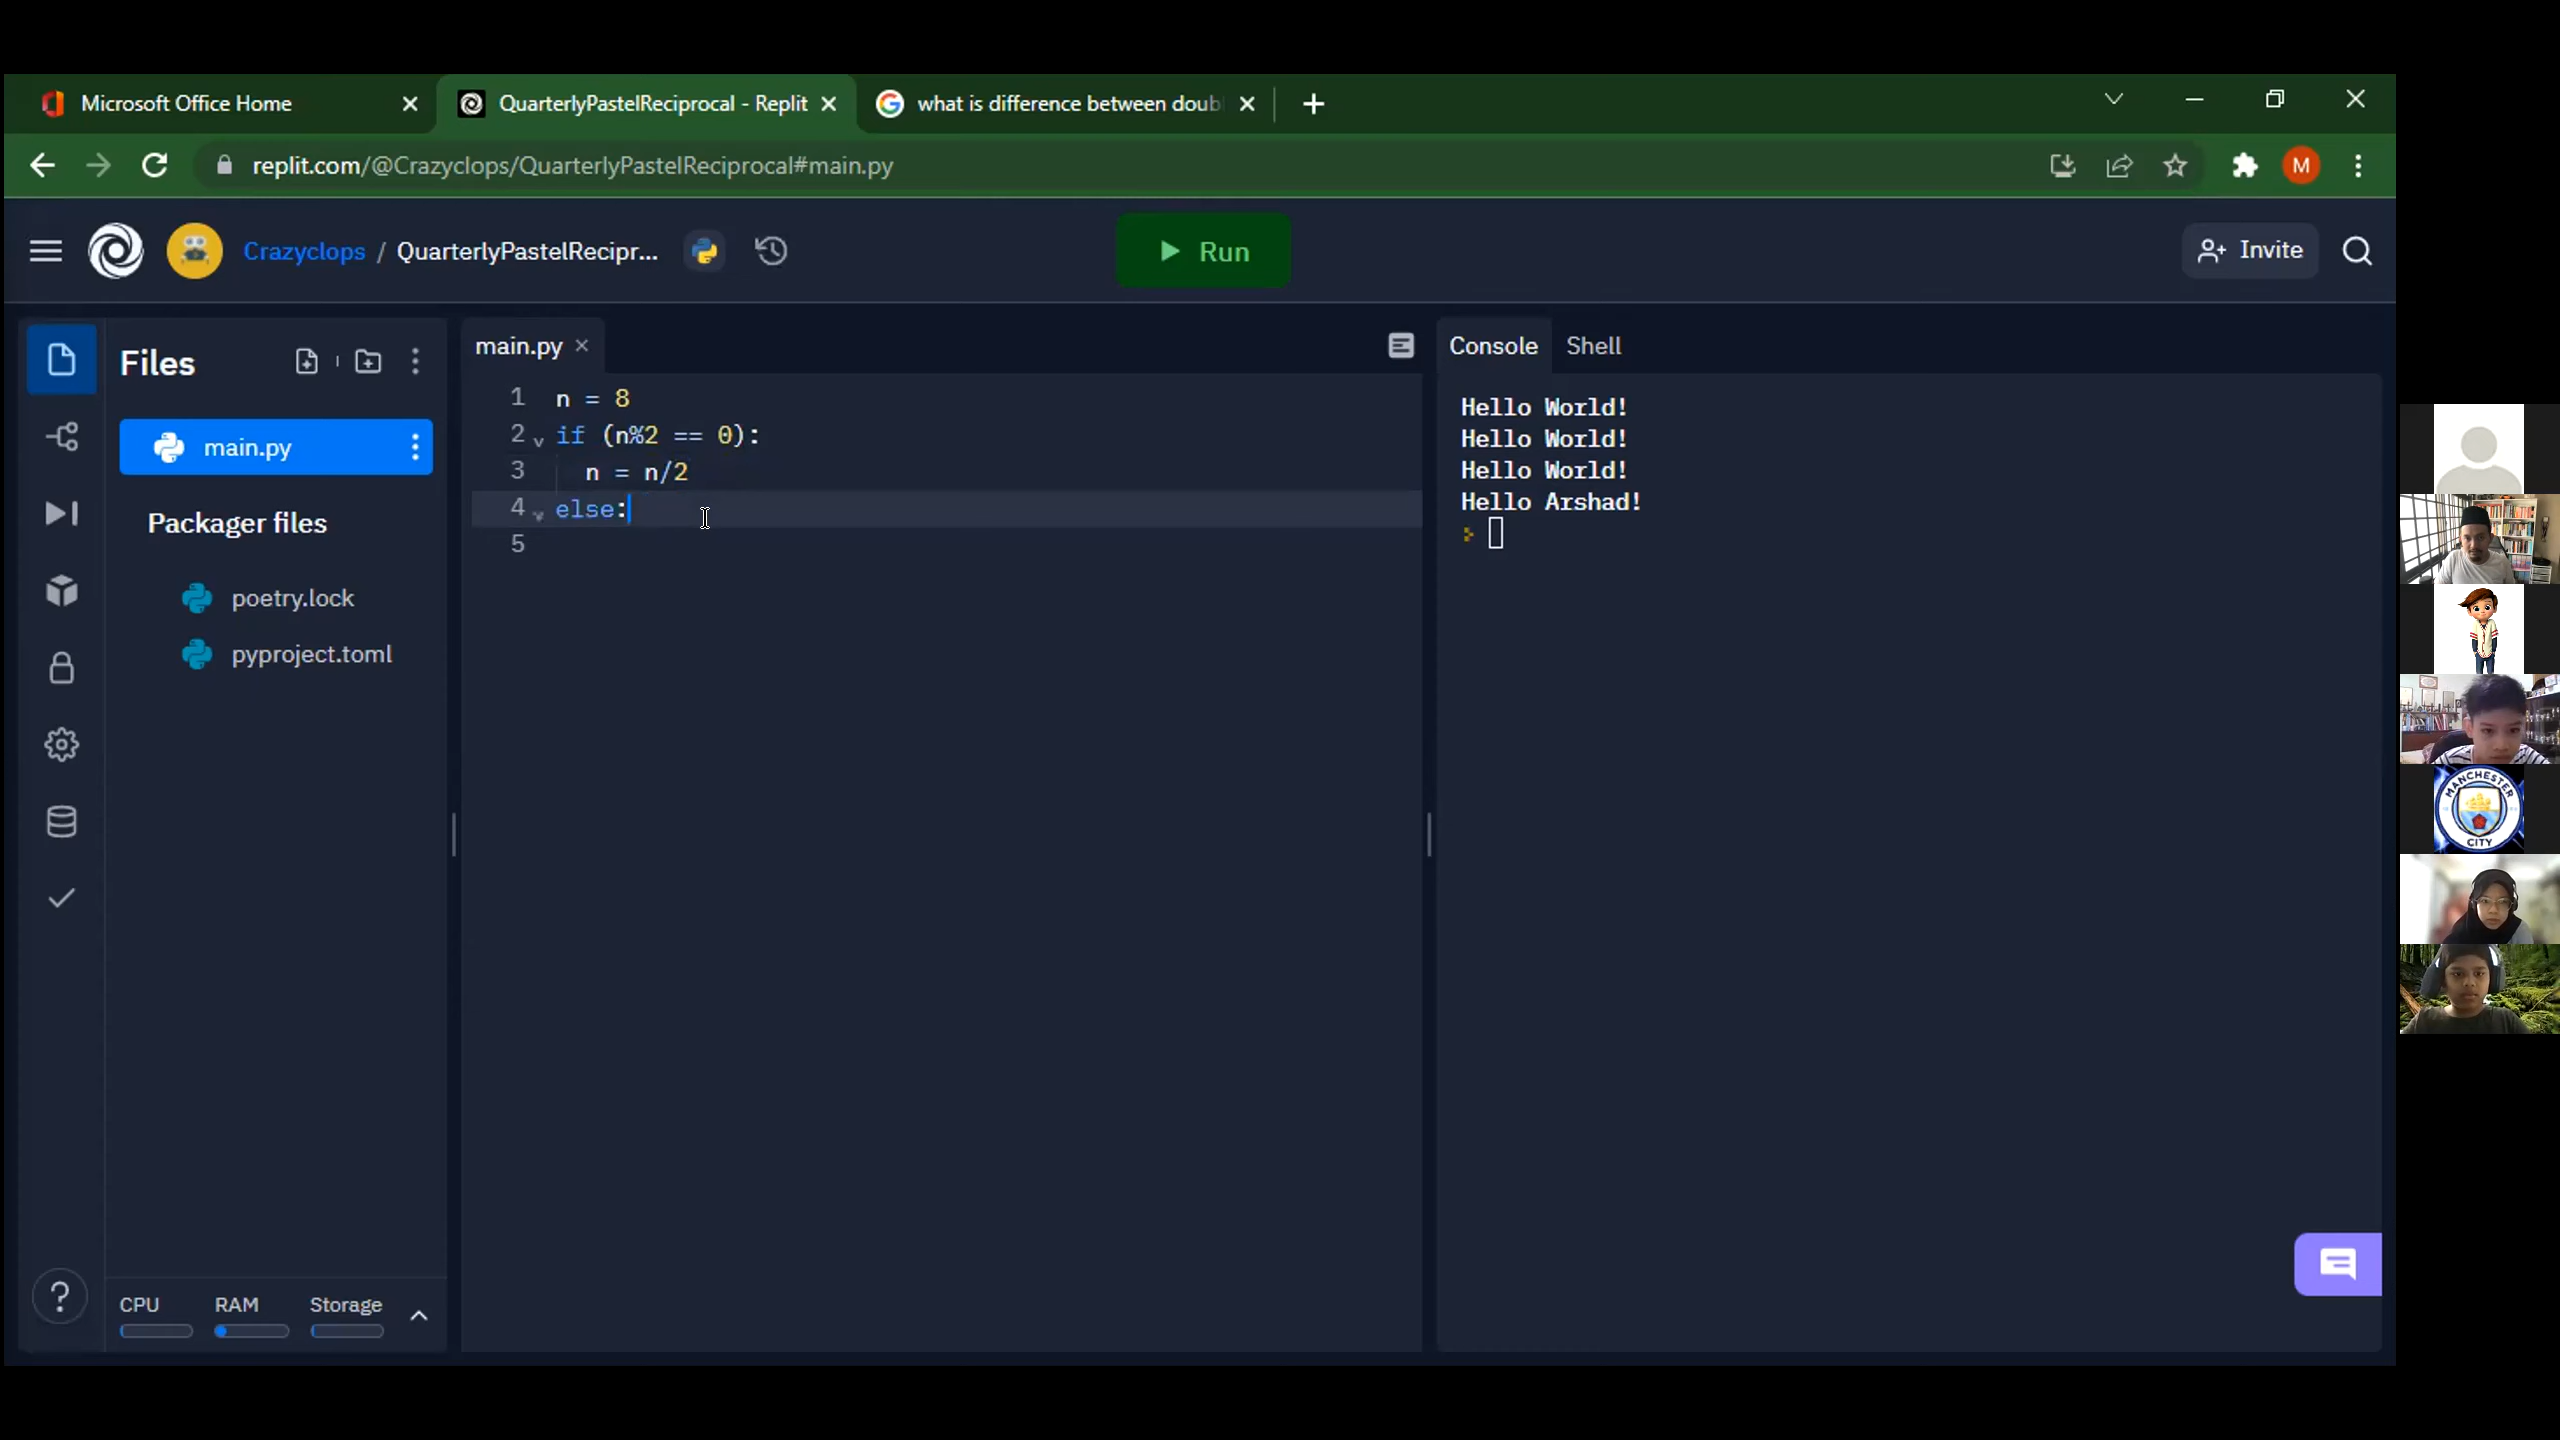 Microsoft Office Home
QuarterlyPastelReciprocal - Replit
what is difference between doub
replit.com/@Crazyclops/QuarterlyPastelReciprocal#main.py
M
Crazyclops / QuarterlyPastelRecipr...
Run
Invite
Files
main.py
Packager files
poetry.lock
pyproject.toml
CPU
RAM
Storage
main.py
1 n = 8
2 if (n%2 == 0):
3 n = n/2
4 else:
5
Console
Shell
Hello World!
Hello World!
Hello World!
Hello Arshad!
MANCHESTER
CITY